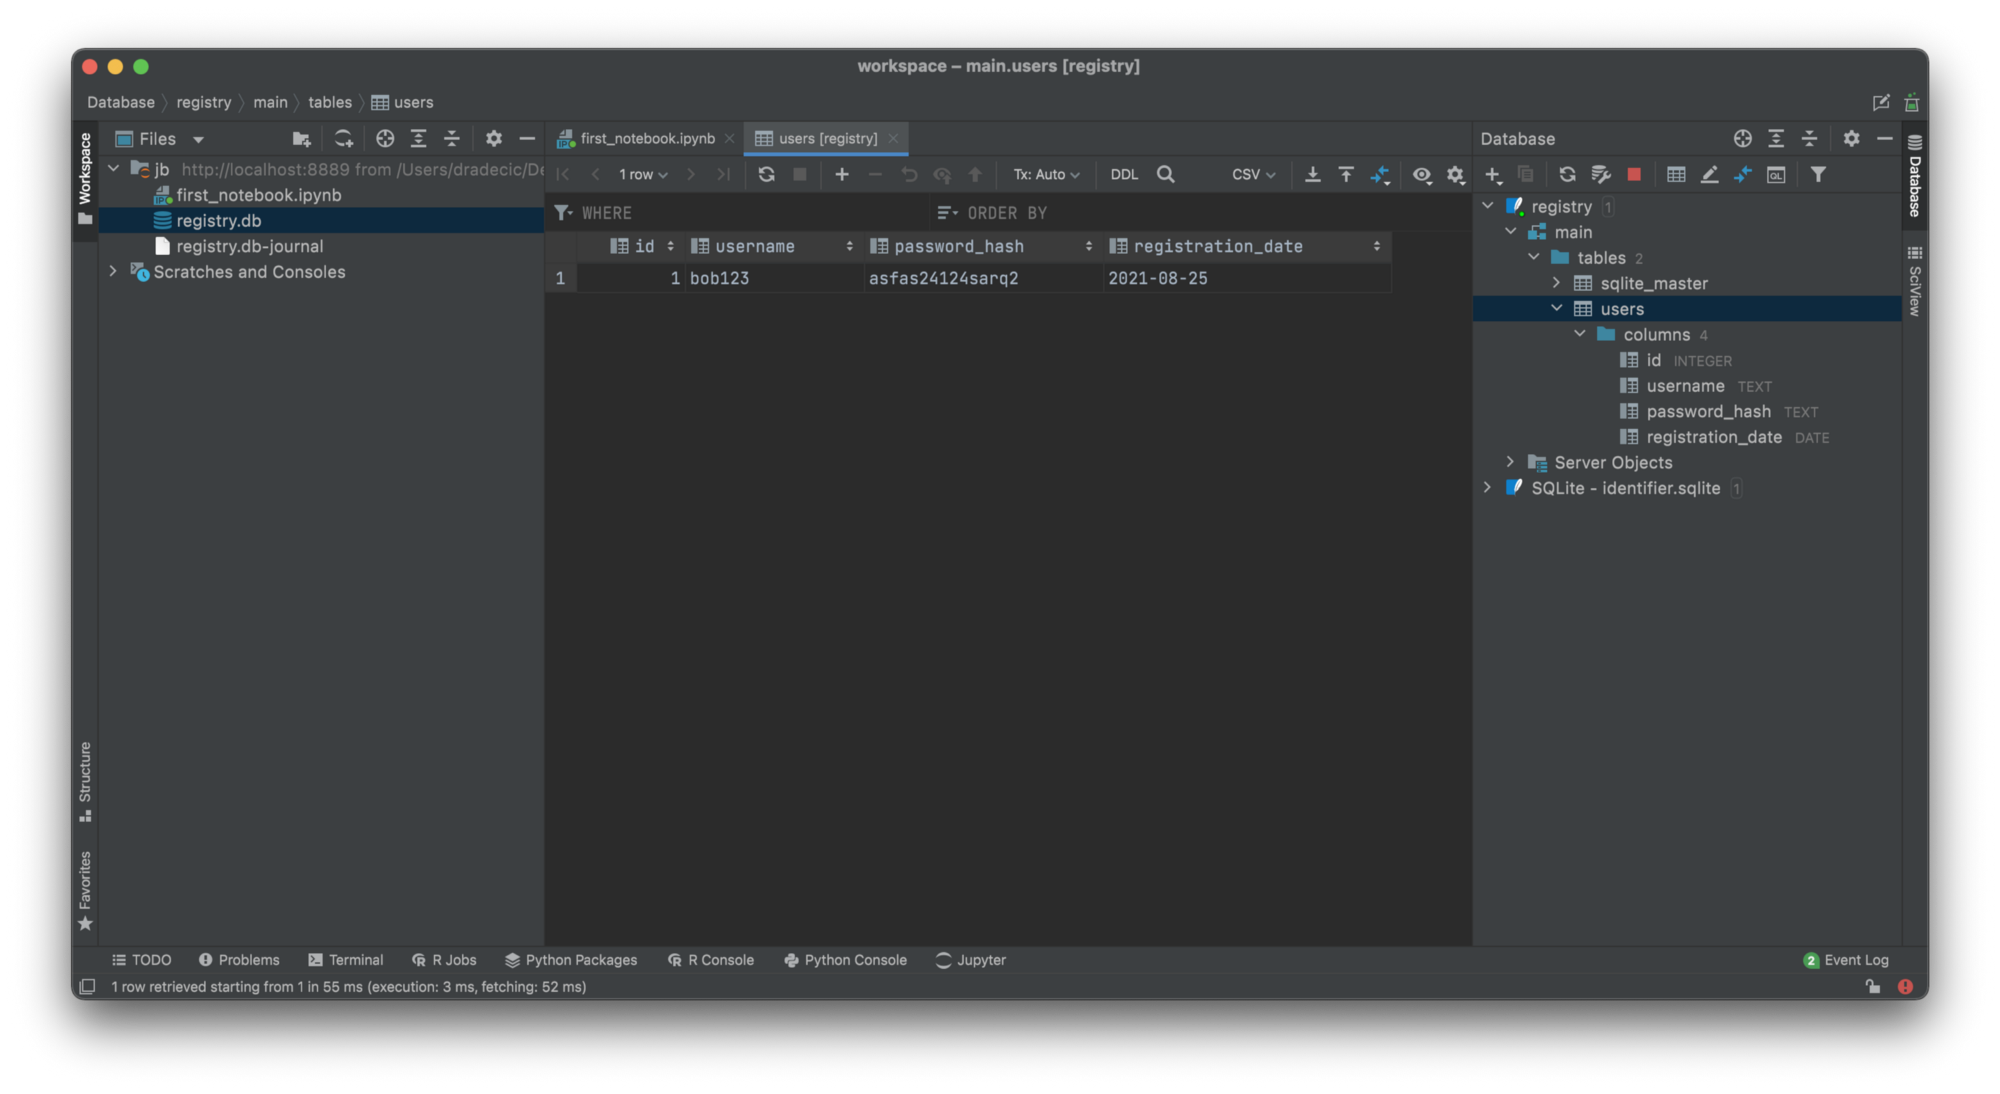 workspace – main.users [registry]
Database registry main tables users
Workspace
Files
jb http://localhost:8889 from /Users/dradecic/De
first_notebook.ipynb
registry.db
registry.db-journal
Scratches and Consoles
Structure
Favorites
first_notebook.ipynb users [registry]
1 row Tx: Auto DDL CSV
WHERE ORDER BY
id username password_hash registration_date
1 1 bob123 asfas24124sarq2 2021-08-25
Database
QL
registry 1
main
tables 2
sqlite_master
users
columns 4
id INTEGER
username TEXT
password_hash TEXT
registration_date DATE
Server Objects
SQLite - identifier.sqlite 1
Database
SciView
TODO Problems Terminal R Jobs Python Packages R Console Python Console Jupyter 2 Event Log
1 row retrieved starting from 1 in 55 ms (execution: 3 ms, fetching: 52 ms)